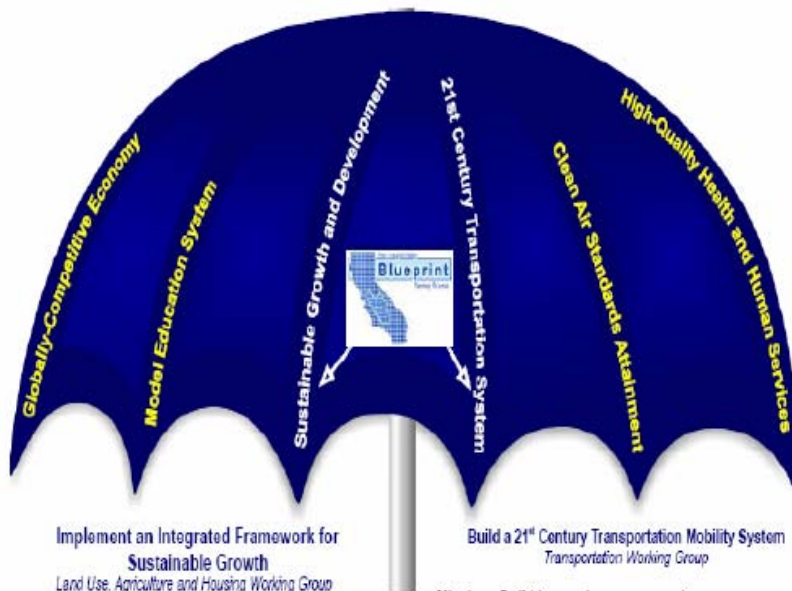 Globally-Competitive Economy
Model Education System
Sustainable Growth and Development
21st Century Transportation System
Clean Air Standards Attainment
High-Quality Health and Human Services
Blueprint
Implement an Integrated Framework for
Sustainable Growth
Land Use, Agriculture and Housing Working Group
Build a 21st Century Transportation Mobility System
Transportation Working Group